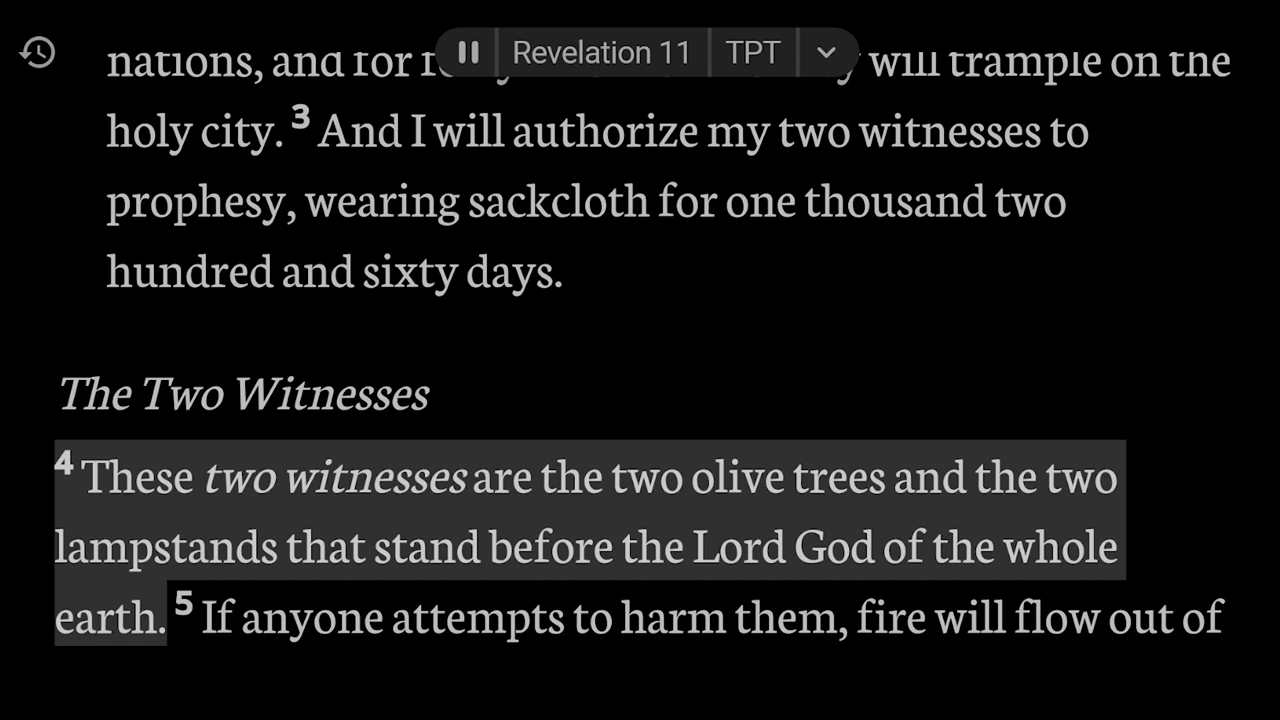 Revelation 11 TPT
nations, and for will trample on the
holy city. 3 And I will authorize my two witnesses to
prophesy, wearing sackcloth for one thousand two
hundred and sixty days.
The Two Witnesses
4 These two witnesses are the two olive trees and the two
lampstands that stand before the Lord God of the whole
earth. 5 If anyone attempts to harm them, fire will flow out of